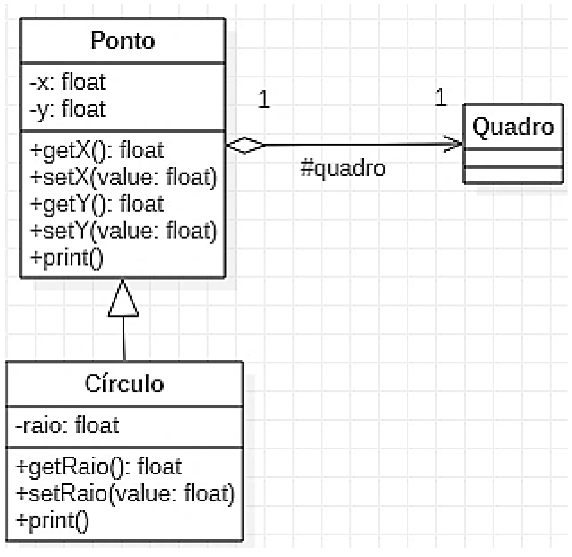 Ponto
-x: float
-y: float
+getX(): float
+setX(value: float)
+getY(): float
+setY(value: float)
+print()
1
1
#quadro
Quadro
Círculo
-raio: float
+getRaio(): float
+setRaio(value: float)
+print()